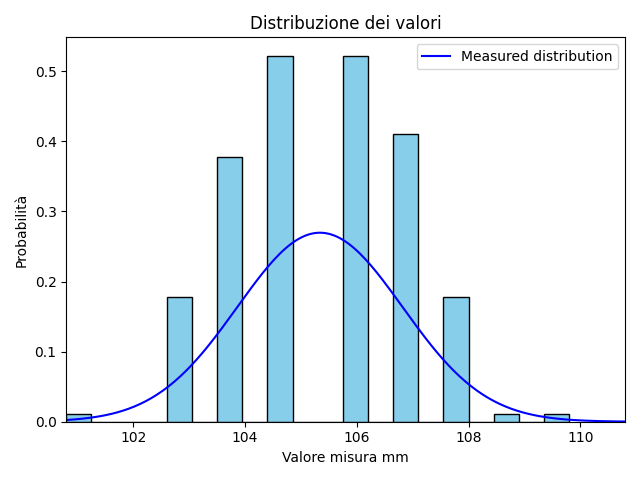 Distribuzione dei valori
Measured distribution
Probabilità
0.5
0.4
0.3
0.2
0.1
0.0
102 104 106 108 110
Valore misura mm